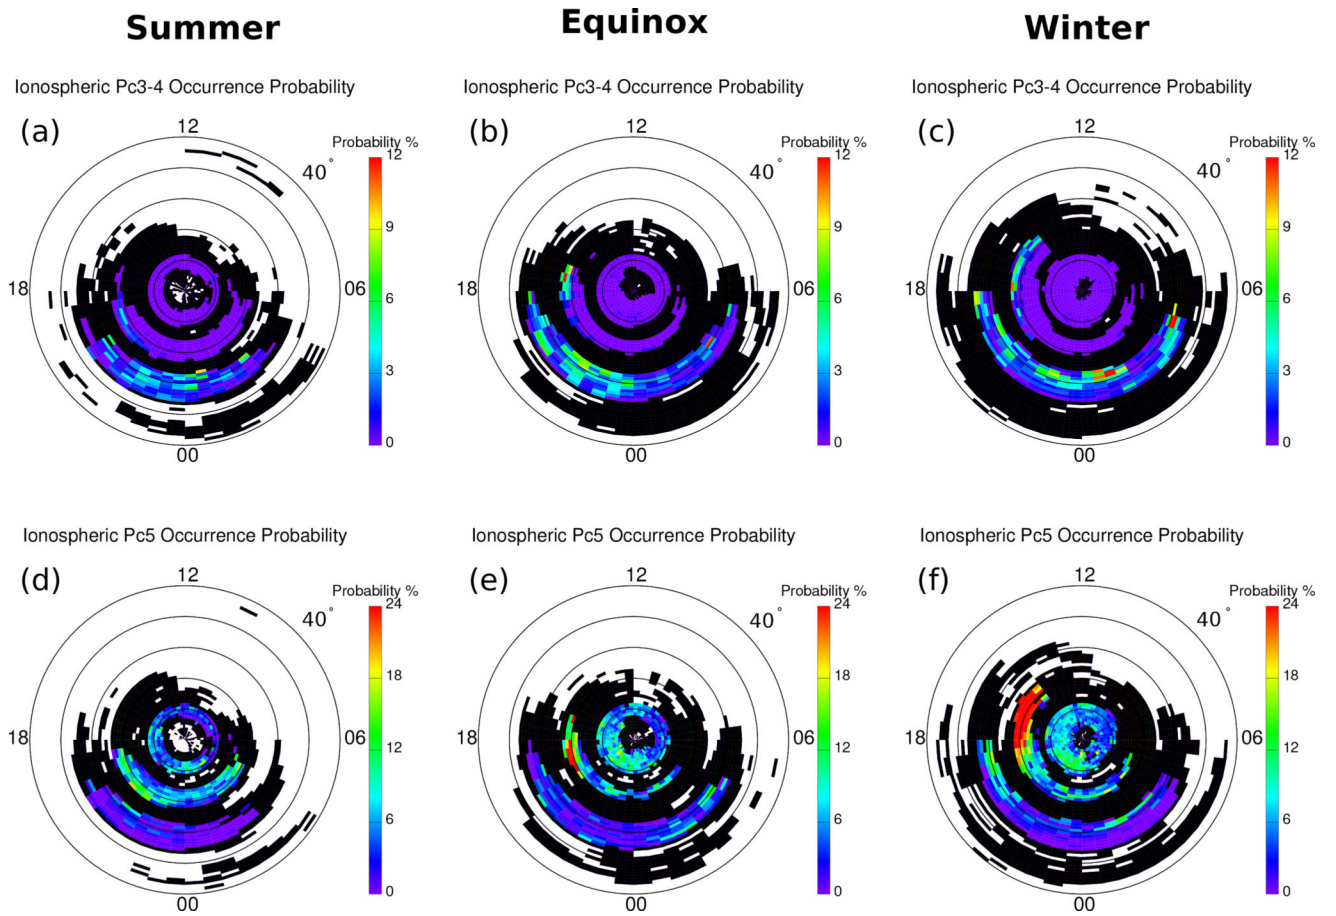 Summer Equinox Winter
Ionospheric Pc3-4 Occurrence Probability Ionospheric Pc3-4 Occurrence Probability Ionospheric Pc3-4 Occurrence Probability
(a) 12 Probability % (b) 12 Probability % (c) 12 Probability %
12 12 12
40° 40° 40°
9 9 9
18 06 6 18 06 6 18 06 6
3 3 3
0 0 0
00 00 00
Ionospheric Pc5 Occurrence Probability Ionospheric Pc5 Occurrence Probability Ionospheric Pc5 Occurrence Probability
(d) 12 Probability % (e) 12 Probability % (f) 12 Probability %
24 24 24
40° 40° 40°
18 18 18
18 06 12 18 06 12 18 06 12
6 6 6
0 0 0
00 00 00